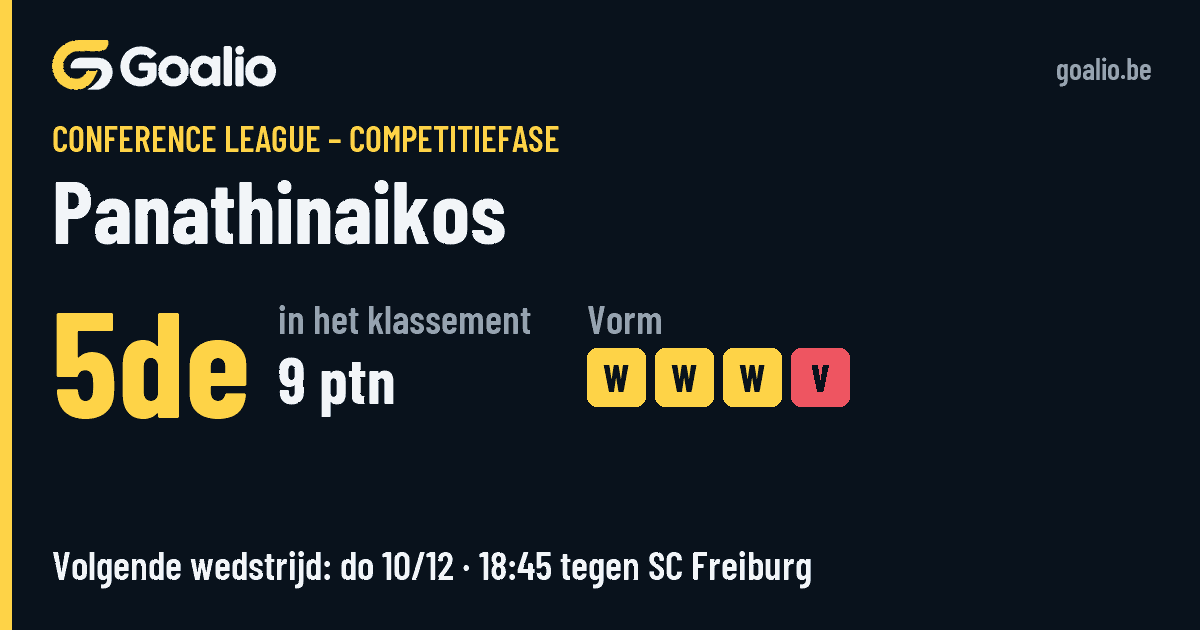 Goalio
goalio.be
CONFERENCE LEAGUE – COMPETITIEFASE
Panathinaikos
5de
in het klassement
9 ptn
Vorm
W W W V
Volgende wedstrijd: do 10/12 · 18:45 tegen SC Freiburg